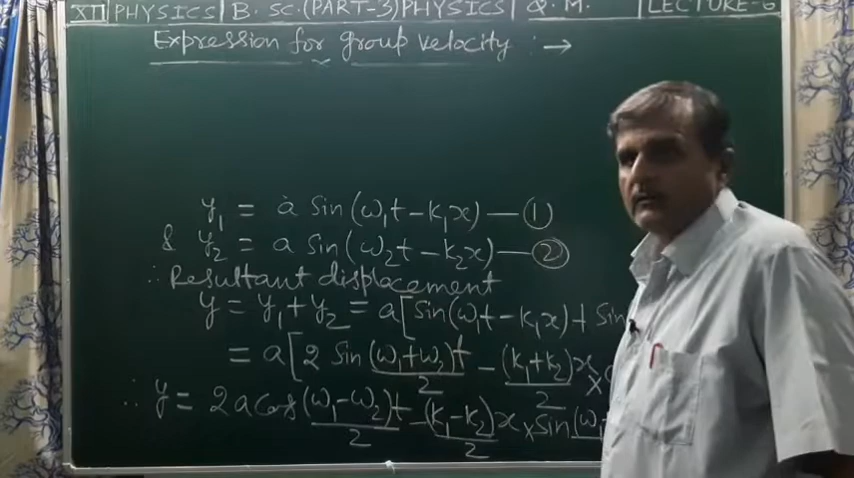 XII PHYSICS | B.SC.(PART-3)PHYSICS | Q.M. | LECTURE-6
Expression for group velocity :→
y₁ = a Sin(ω₁t-k₁x) — ①
& y₂ = a Sin(ω₂t-k₂x) — ②
∴ Resultant displacement
y = y₁+y₂ = a[Sin(ω₁t-k₁x)+ Sin
= a[2 Sin (ω₁+ω₂)t/2 - (k₁+k₂)x/2 x
∴ y = 2a Cos (ω₁-ω₂)t/2 - (k₁-k₂)x/2 x Sin(ω₁